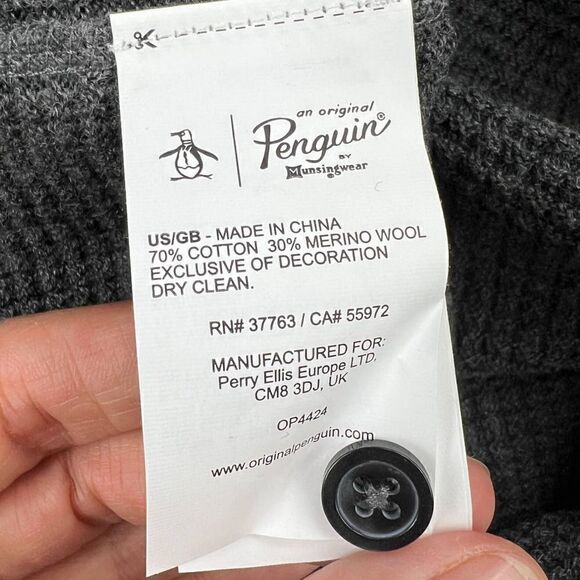 an original
Penguin®
BY
Munsingwear®
US/GB - MADE IN CHINA
70% COTTON 30% MERINO WOOL
EXCLUSIVE OF DECORATION
DRY CLEAN.
RN# 37763 / CA# 55972
MANUFACTURED FOR:
Perry Ellis Europe LTD,
CM8 3DJ, UK
OP4424
www.originalpenguin.com